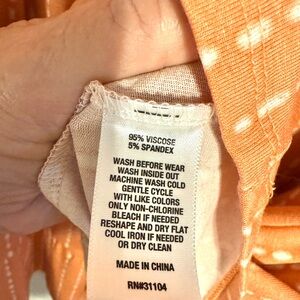 95% VISCOSE
5% SPANDEX
WASH BEFORE WEAR
WASH INSIDE OUT
MACHINE WASH COLD
GENTLE CYCLE
WITH LIKE COLORS
ONLY NON-CHLORINE
BLEACH IF NEEDED
RESHAPE AND DRY FLAT
COOL IRON IF NEEDED
OR DRY CLEAN
MADE IN CHINA
RN#31104